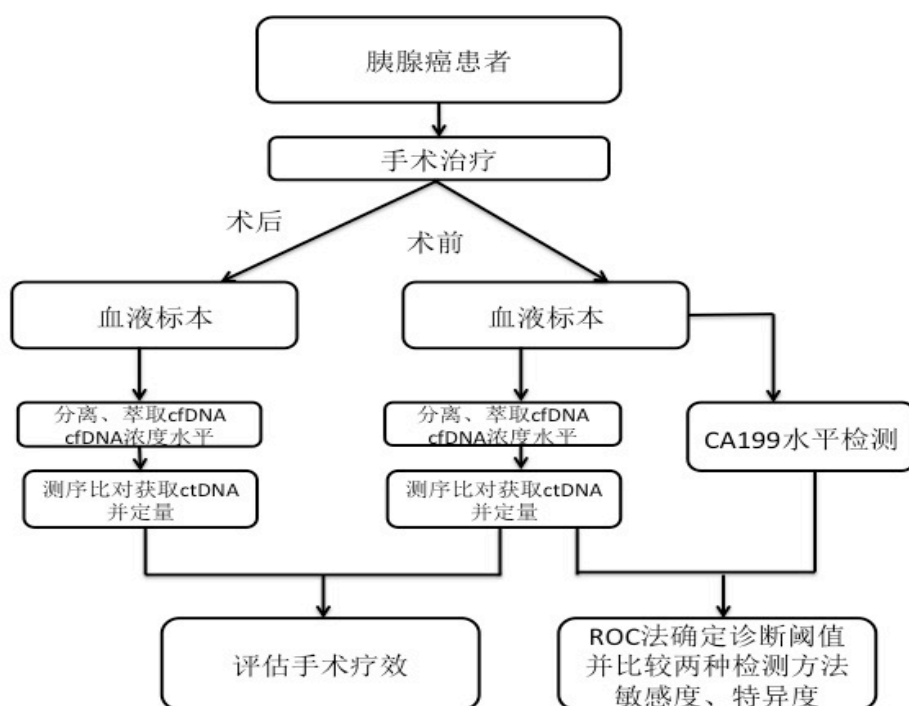 胰腺癌患者
手术治疗
术后
术前
血液标本
血液标本
分离、萃取cfDNA
cfDNA浓度水平
分离、萃取cfDNA
cfDNA浓度水平
CA199水平检测
测序比对获取ctDNA
并定量
测序比对获取ctDNA
并定量
评估手术疗效
ROC法确定诊断阈值
并比较两种检测方法
敏感度、特异度